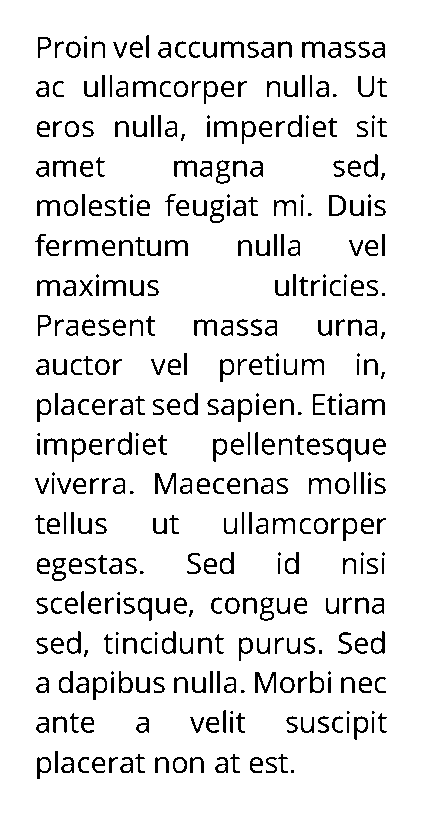 Proin vel accumsan massa
ac ullamcorper nulla. Ut
eros nulla, imperdiet sit
amet magna sed,
molestie feugiat mi. Duis
fermentum nulla vel
maximus ultricies.
Praesent massa urna,
auctor vel pretium in,
placerat sed sapien. Etiam
imperdiet pellentesque
viverra. Maecenas mollis
tellus ut ullamcorper
egestas. Sed id nisi
scelerisque, congue urna
sed, tincidunt purus. Sed
a dapibus nulla. Morbi nec
ante a velit suscipit
placerat non at est.